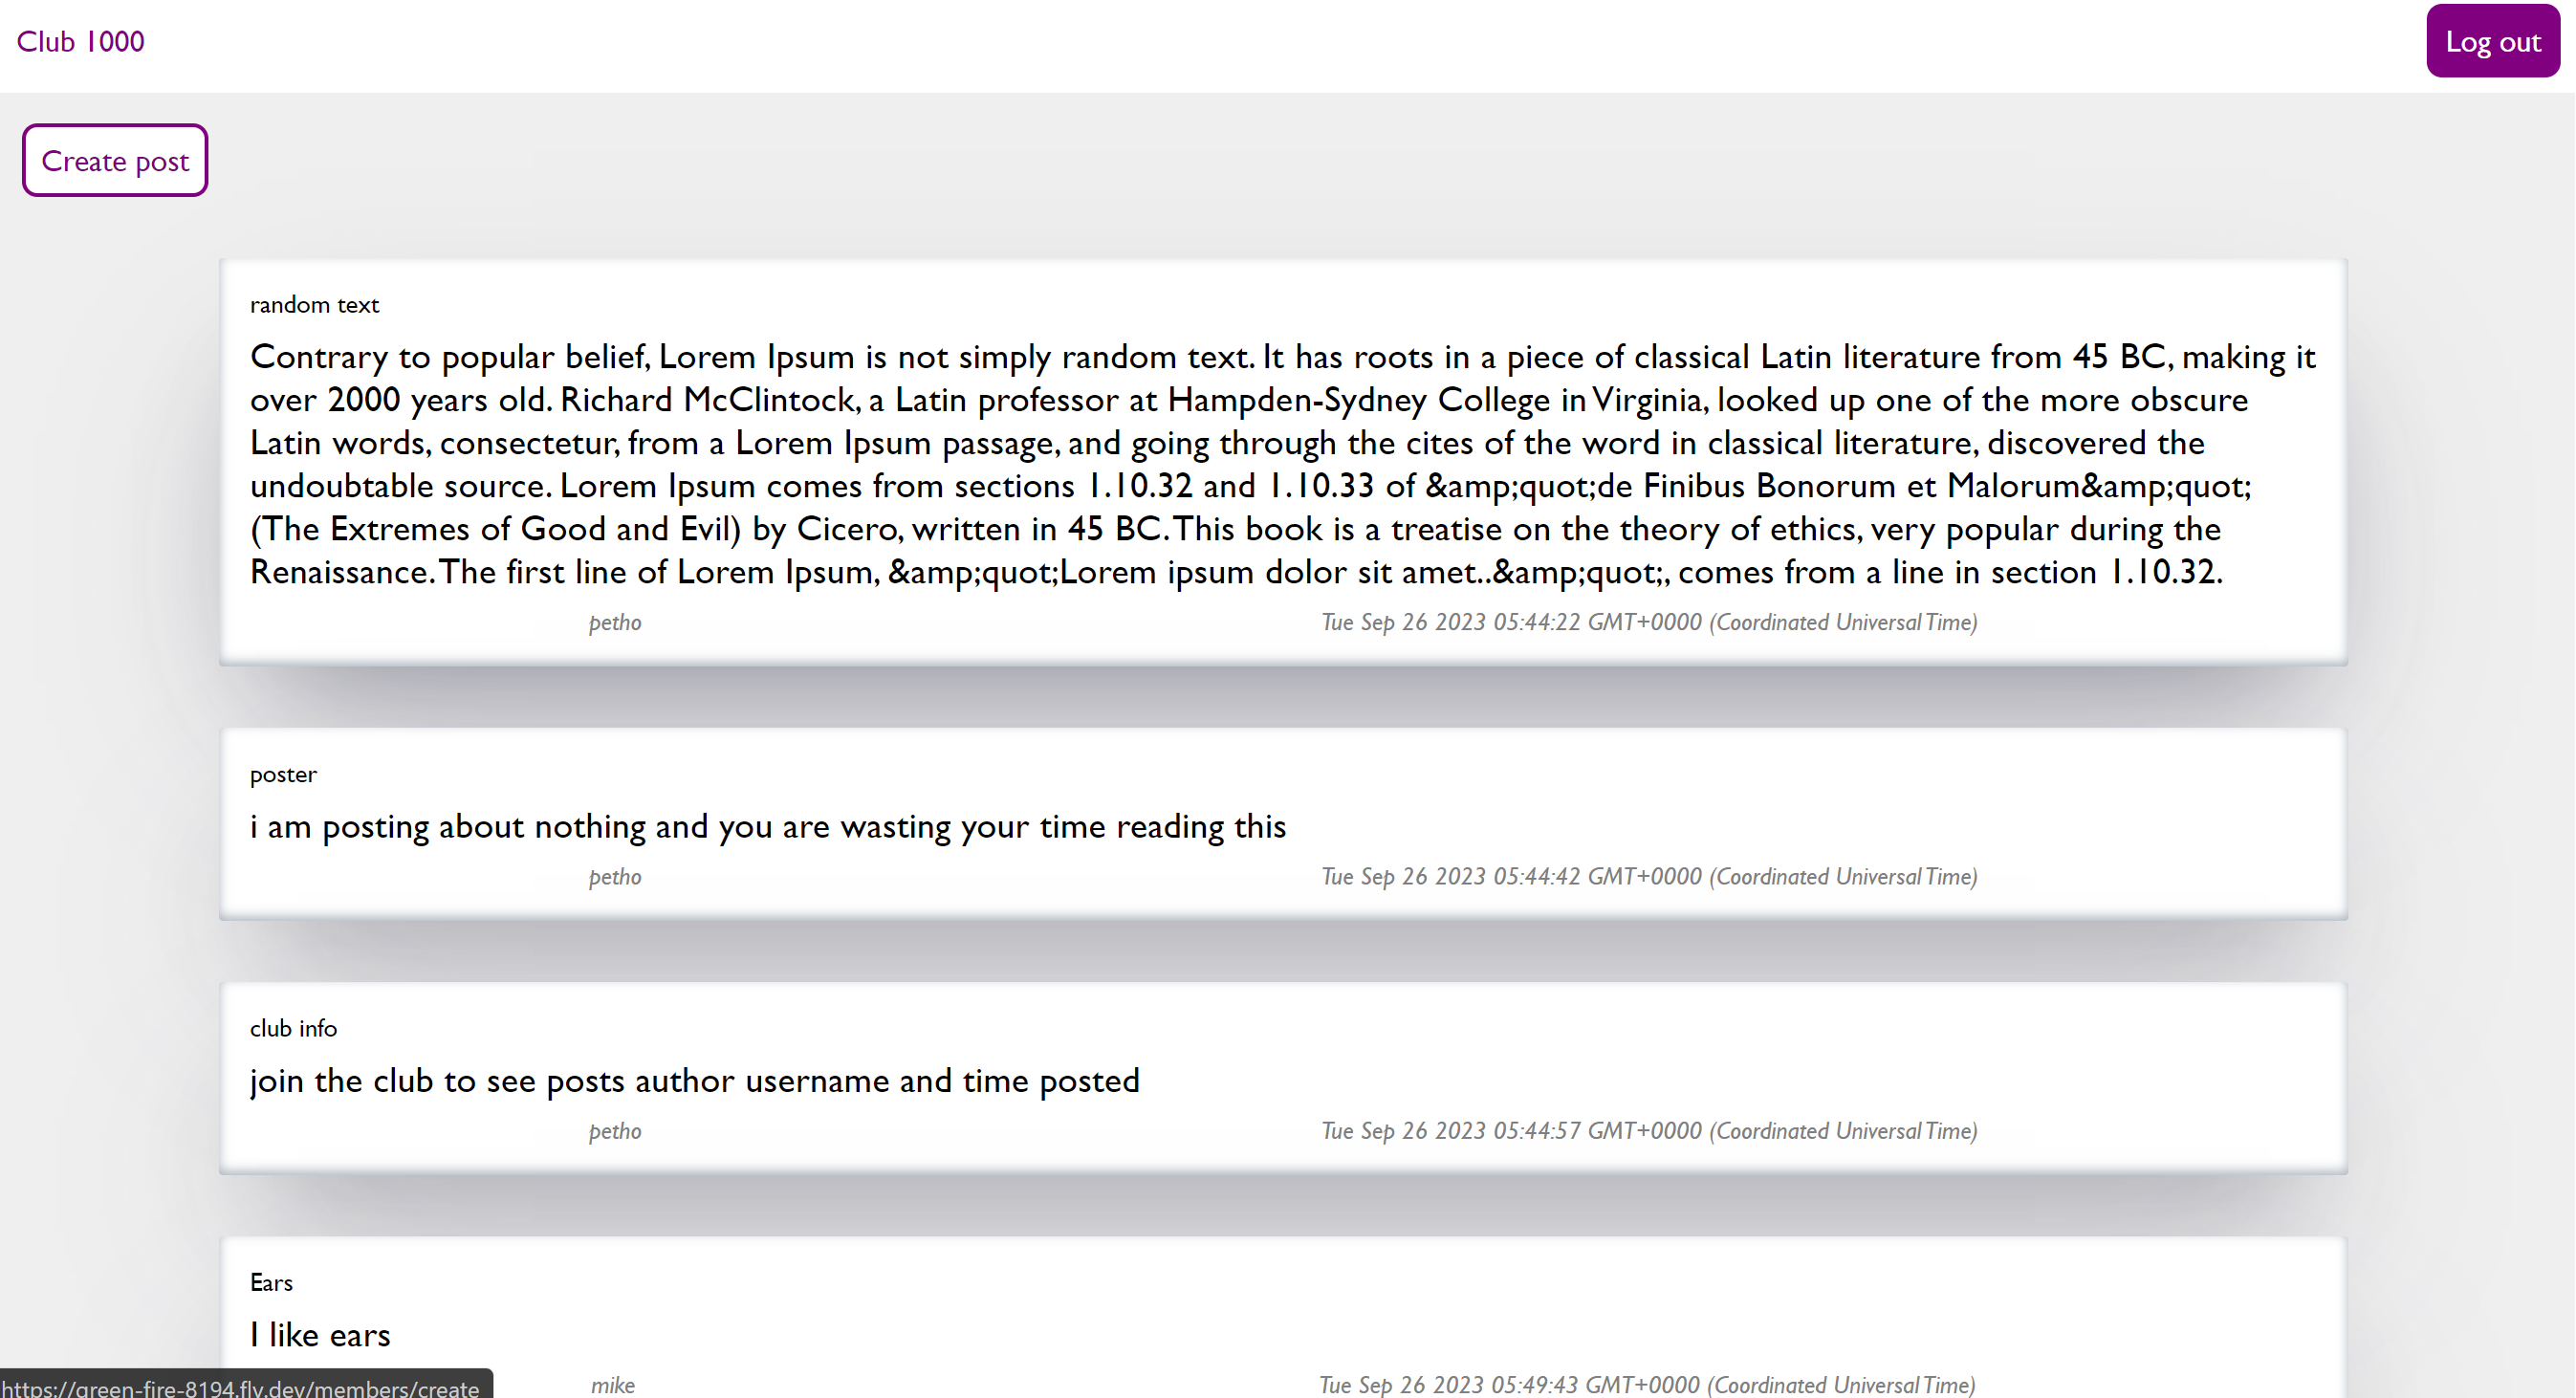 Club 1000
Log out
Create post
random text
Contrary to popular belief, Lorem Ipsum is not simply random text. It has roots in a piece of classical Latin literature from 45 BC, making it
over 2000 years old. Richard McClintock, a Latin professor at Hampden-Sydney College in Virginia, looked up one of the more obscure
Latin words, consectetur, from a Lorem Ipsum passage, and going through the cites of the word in classical literature, discovered the
undoubtable source. Lorem Ipsum comes from sections 1.10.32 and 1.10.33 of &amp;quot;de Finibus Bonorum et Malorum&amp;quot;
(The Extremes of Good and Evil) by Cicero, written in 45 BC. This book is a treatise on the theory of ethics, very popular during the
Renaissance. The first line of Lorem Ipsum, &amp;quot;Lorem ipsum dolor sit amet..&amp;quot;, comes from a line in section 1.10.32.
petho Tue Sep 26 2023 05:44:22 GMT+0000 (Coordinated Universal Time)
poster
i am posting about nothing and you are wasting your time reading this
petho Tue Sep 26 2023 05:44:42 GMT+0000 (Coordinated Universal Time)
club info
join the club to see posts author username and time posted
petho Tue Sep 26 2023 05:44:57 GMT+0000 (Coordinated Universal Time)
Ears
I like ears
mike Tue Sep 26 2023 05:49:43 GMT+0000 (Coordinated Universal Time)
https://green-fire-8194.fly.dev/members/create